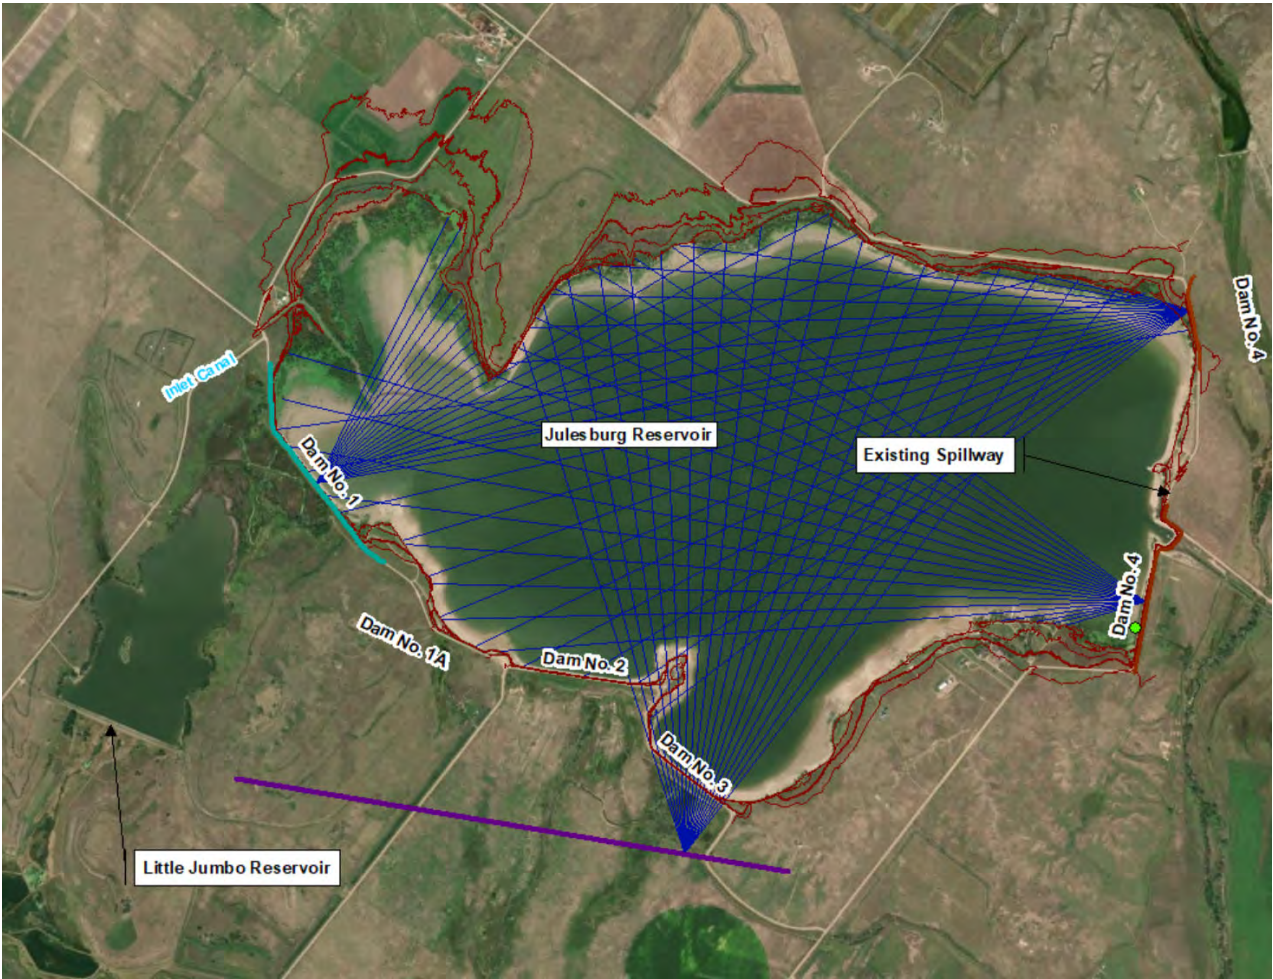 Dam No. 4
Inlet Canal
Julesburg Reservoir
Existing Spillway
Dam No. 1
Dam No. 4
Dam No. 1A
Dam No. 2
Dam No. 3
Little Jumbo Reservoir